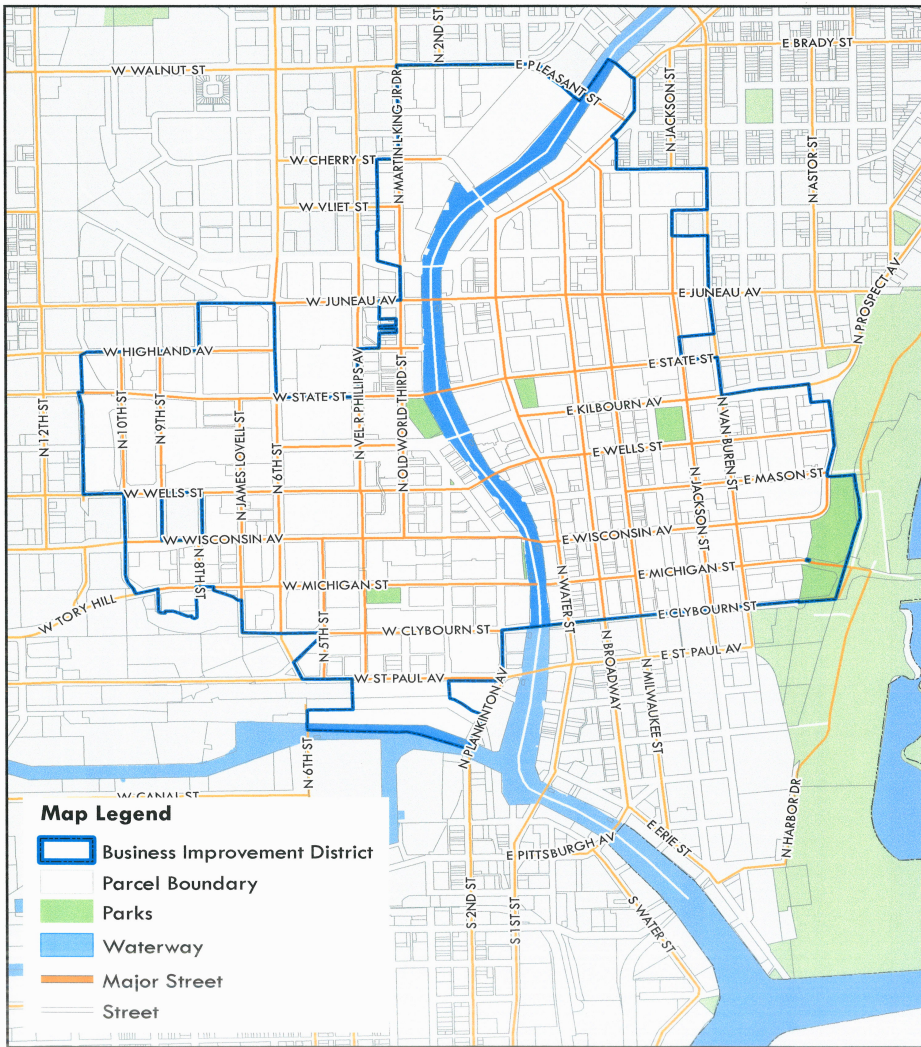 N 2ND ST
E BRADY ST
W WALNUT ST
E PLEASANT ST
N JACKSON ST
N MARTIN L KING JR DR
N ASTOR ST
W CHERRY ST
W VLIET ST
W JUNEAU AV
E JUNEAU AV
N PROSPECT AV
W HIGHLAND AV
E STATE ST
W STATE ST
N VEL R PHILLIPS AV
N OLD WORLD THIRD ST
N 12TH ST
N 10TH ST
N 9TH ST
N JAMES LOVELL ST
N 6TH ST
E KILBOURN AV
N VAN BUREN ST
E WELLS ST
E MASON ST
N JACKSON ST
W WELLS ST
W WISCONSIN AV
E WISCONSIN AV
N 8TH ST
W MICHIGAN ST
E MICHIGAN ST
N WATER ST
W TORY HILL
E CLYBOURN ST
W CLYBOURN ST
N 5TH ST
N BROADWAY
E ST PAUL AV
N MILWAUKEE ST
W ST PAUL AV
N PLANKINTON AV
N 6TH ST
N HARBOR DR
W CANAL ST
E ERIE ST
E PITTSBURGH AV
S 2ND ST
S 1ST ST
S WATER ST
Map Legend
Business Improvement District
Parcel Boundary
Parks
Waterway
Major Street
Street